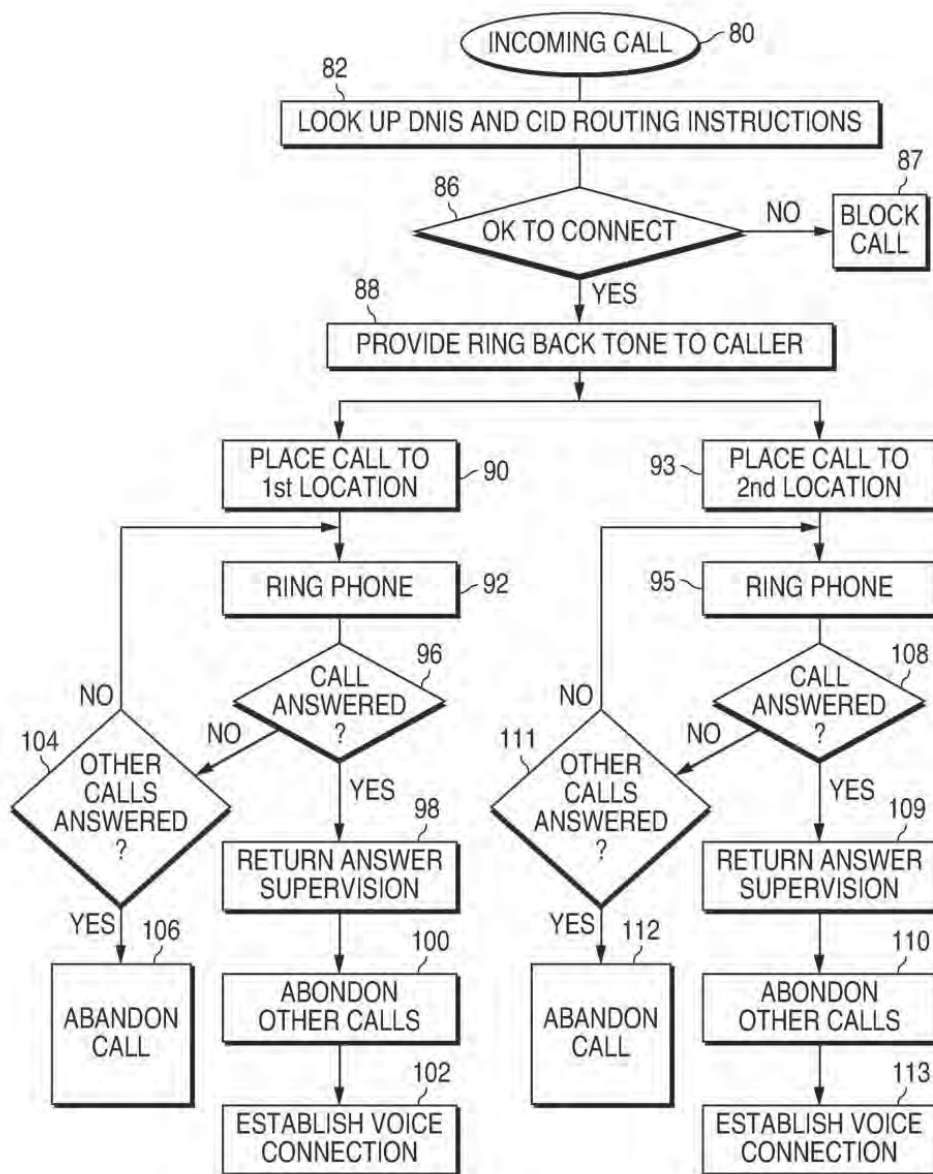 INCOMING CALL
80
82
LOOK UP DNIS AND CID ROUTING INSTRUCTIONS
86
OK TO CONNECT
NO
87
BLOCK
CALL
YES
88
PROVIDE RING BACK TONE TO CALLER
PLACE CALL TO
1st LOCATION
90
RING PHONE
92
CALL
ANSWERED
?
96
NO
NO
104
OTHER
CALLS
ANSWERED
?
YES
98
RETURN ANSWER
SUPERVISION
YES
106
ABANDON
CALL
100
ABONDON
OTHER CALLS
102
ESTABLISH VOICE
CONNECTION
93
PLACE CALL TO
2nd LOCATION
95
RING PHONE
CALL
ANSWERED
?
108
NO
NO
111
OTHER
CALLS
ANSWERED
?
YES
109
RETURN ANSWER
SUPERVISION
YES
112
ABANDON
CALL
110
ABONDON
OTHER CALLS
113
ESTABLISH VOICE
CONNECTION